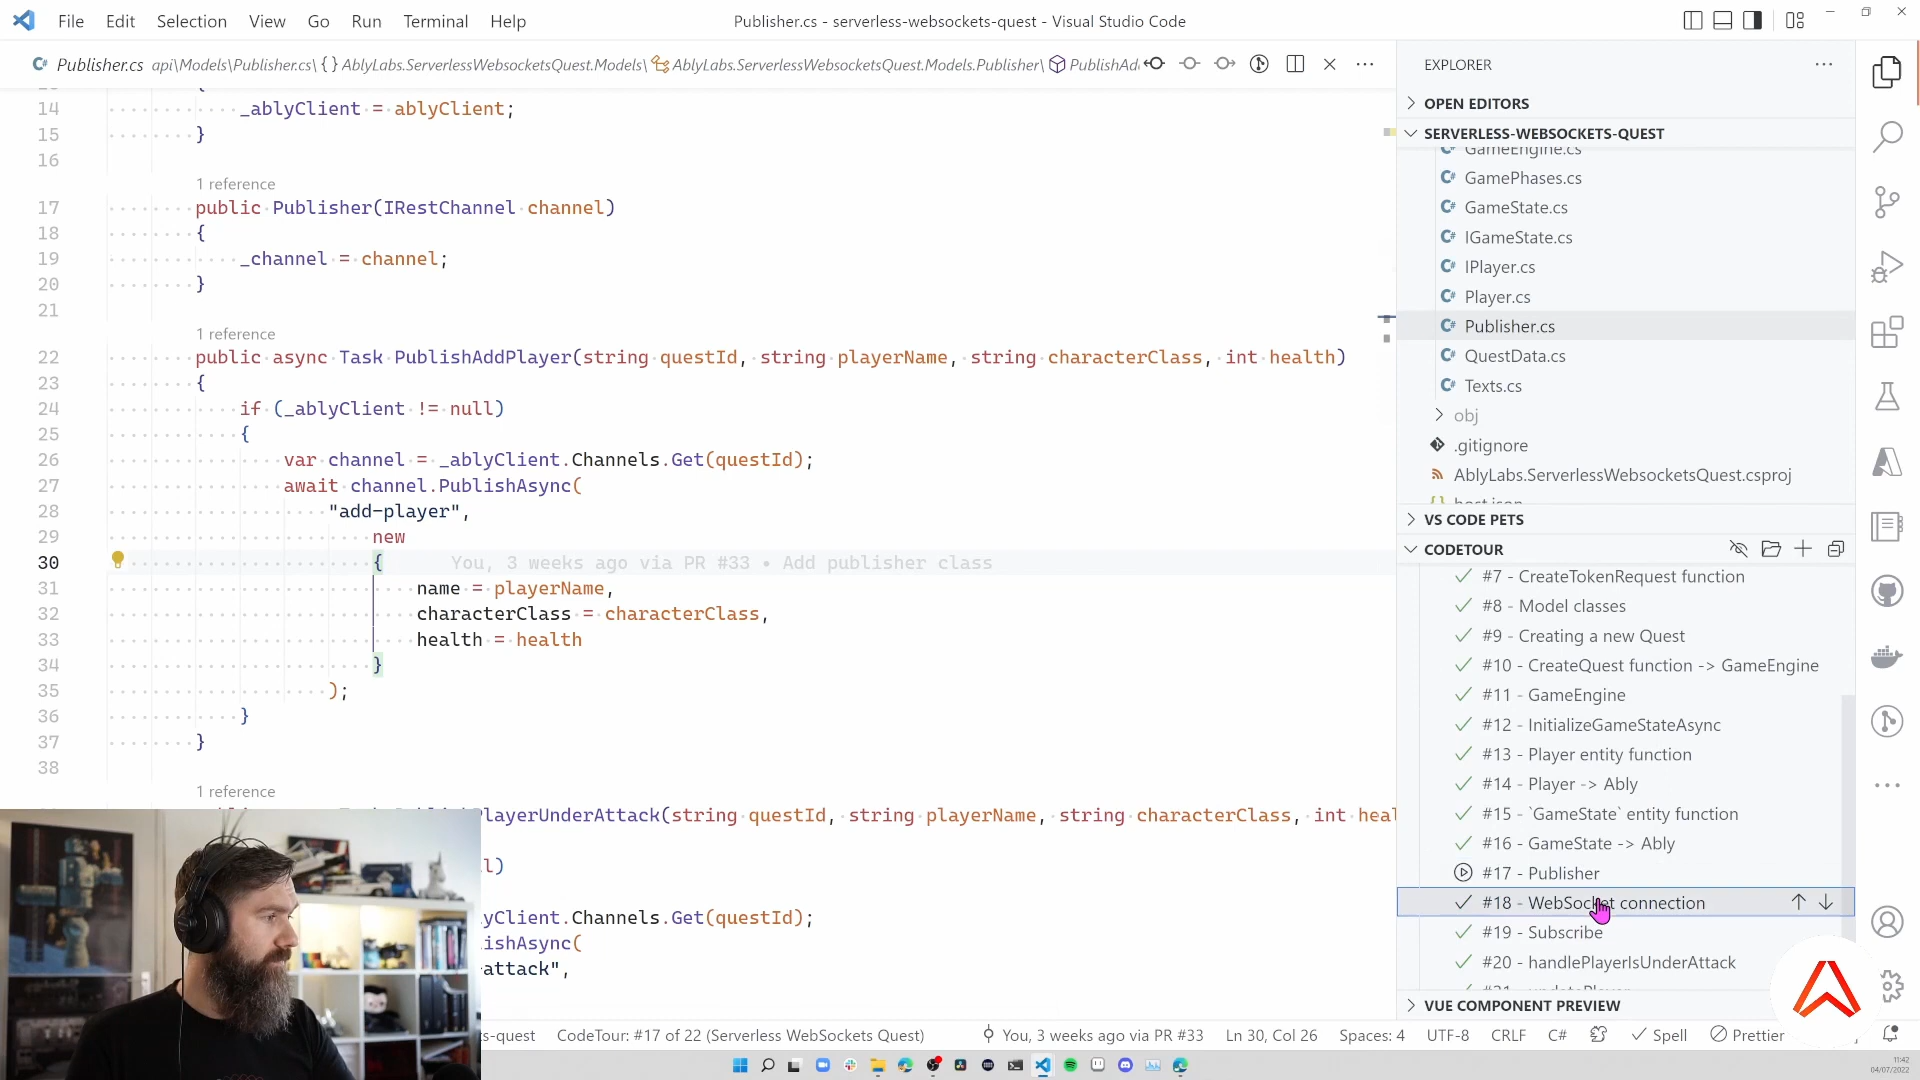 File Edit Selection View Go Run Terminal Help
Publisher.cs - serverless-websockets-quest - Visual Studio Code
Publisher.cs api\Models\Publisher.cs\ { } AblyLabs.ServerlessWebsocketsQuest.Models\ AblyLabs.ServerlessWebsocketsQuest.Models.Publisher\ PublishAd
14 _ablyClient = ablyClient;
15 }
16
1 reference
17 public Publisher(IRestChannel channel)
18 {
19 _channel = channel;
20 }
21
1 reference
22 public async Task PublishAddPlayer(string questId, string playerName, string characterClass, int health)
23 {
24 if (_ablyClient != null)
25 {
26 var channel = _ablyClient.Channels.Get(questId);
27 await channel.PublishAsync(
28 "add-player",
29 new
30 { You, 3 weeks ago via PR #33 • Add publisher class
31 name = playerName,
32 characterClass = characterClass,
33 health = health
34 }
35 );
36 }
37 }
38
1 reference
layerUnderAttack(string questId, string playerName, string characterClass, int heal
l)
yClient.Channels.Get(questId);
ishAsync(
attack",
EXPLORER
OPEN EDITORS
SERVERLESS-WEBSOCKETS-QUEST
GameEngine.cs
GamePhases.cs
GameState.cs
IGameState.cs
IPlayer.cs
Player.cs
Publisher.cs
QuestData.cs
Texts.cs
obj
.gitignore
AblyLabs.ServerlessWebsocketsQuest.csproj
host.json
VS CODE PETS
CODETOUR
#7 - CreateTokenRequest function
#8 - Model classes
#9 - Creating a new Quest
#10 - CreateQuest function -> GameEngine
#11 - GameEngine
#12 - InitializeGameStateAsync
#13 - Player entity function
#14 - Player -> Ably
#15 - `GameState` entity function
#16 - GameState -> Ably
#17 - Publisher
#18 - WebSocket connection
#19 - Subscribe
#20 - handlePlayerIsUnderAttack
#21 - updatePlayer
VUE COMPONENT PREVIEW
s-quest CodeTour: #17 of 22 (Serverless WebSockets Quest) You, 3 weeks ago via PR #33 Ln 30, Col 26 Spaces: 4 UTF-8 CRLF C# Spell Prettier
11:42
04/07/2022